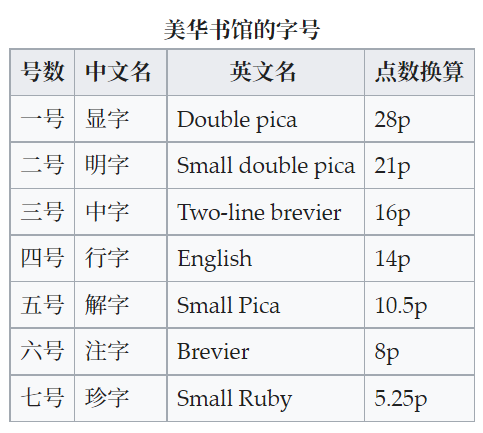 美华书馆的字号
号数 中文名 英文名 点数换算
一号 显字 Double pica 28p
二号 明字 Small double pica 21p
三号 中字 Two-line brevier 16p
四号 行字 English 14p
五号 解字 Small Pica 10.5p
六号 注字 Brevier 8p
七号 珍字 Small Ruby 5.25p